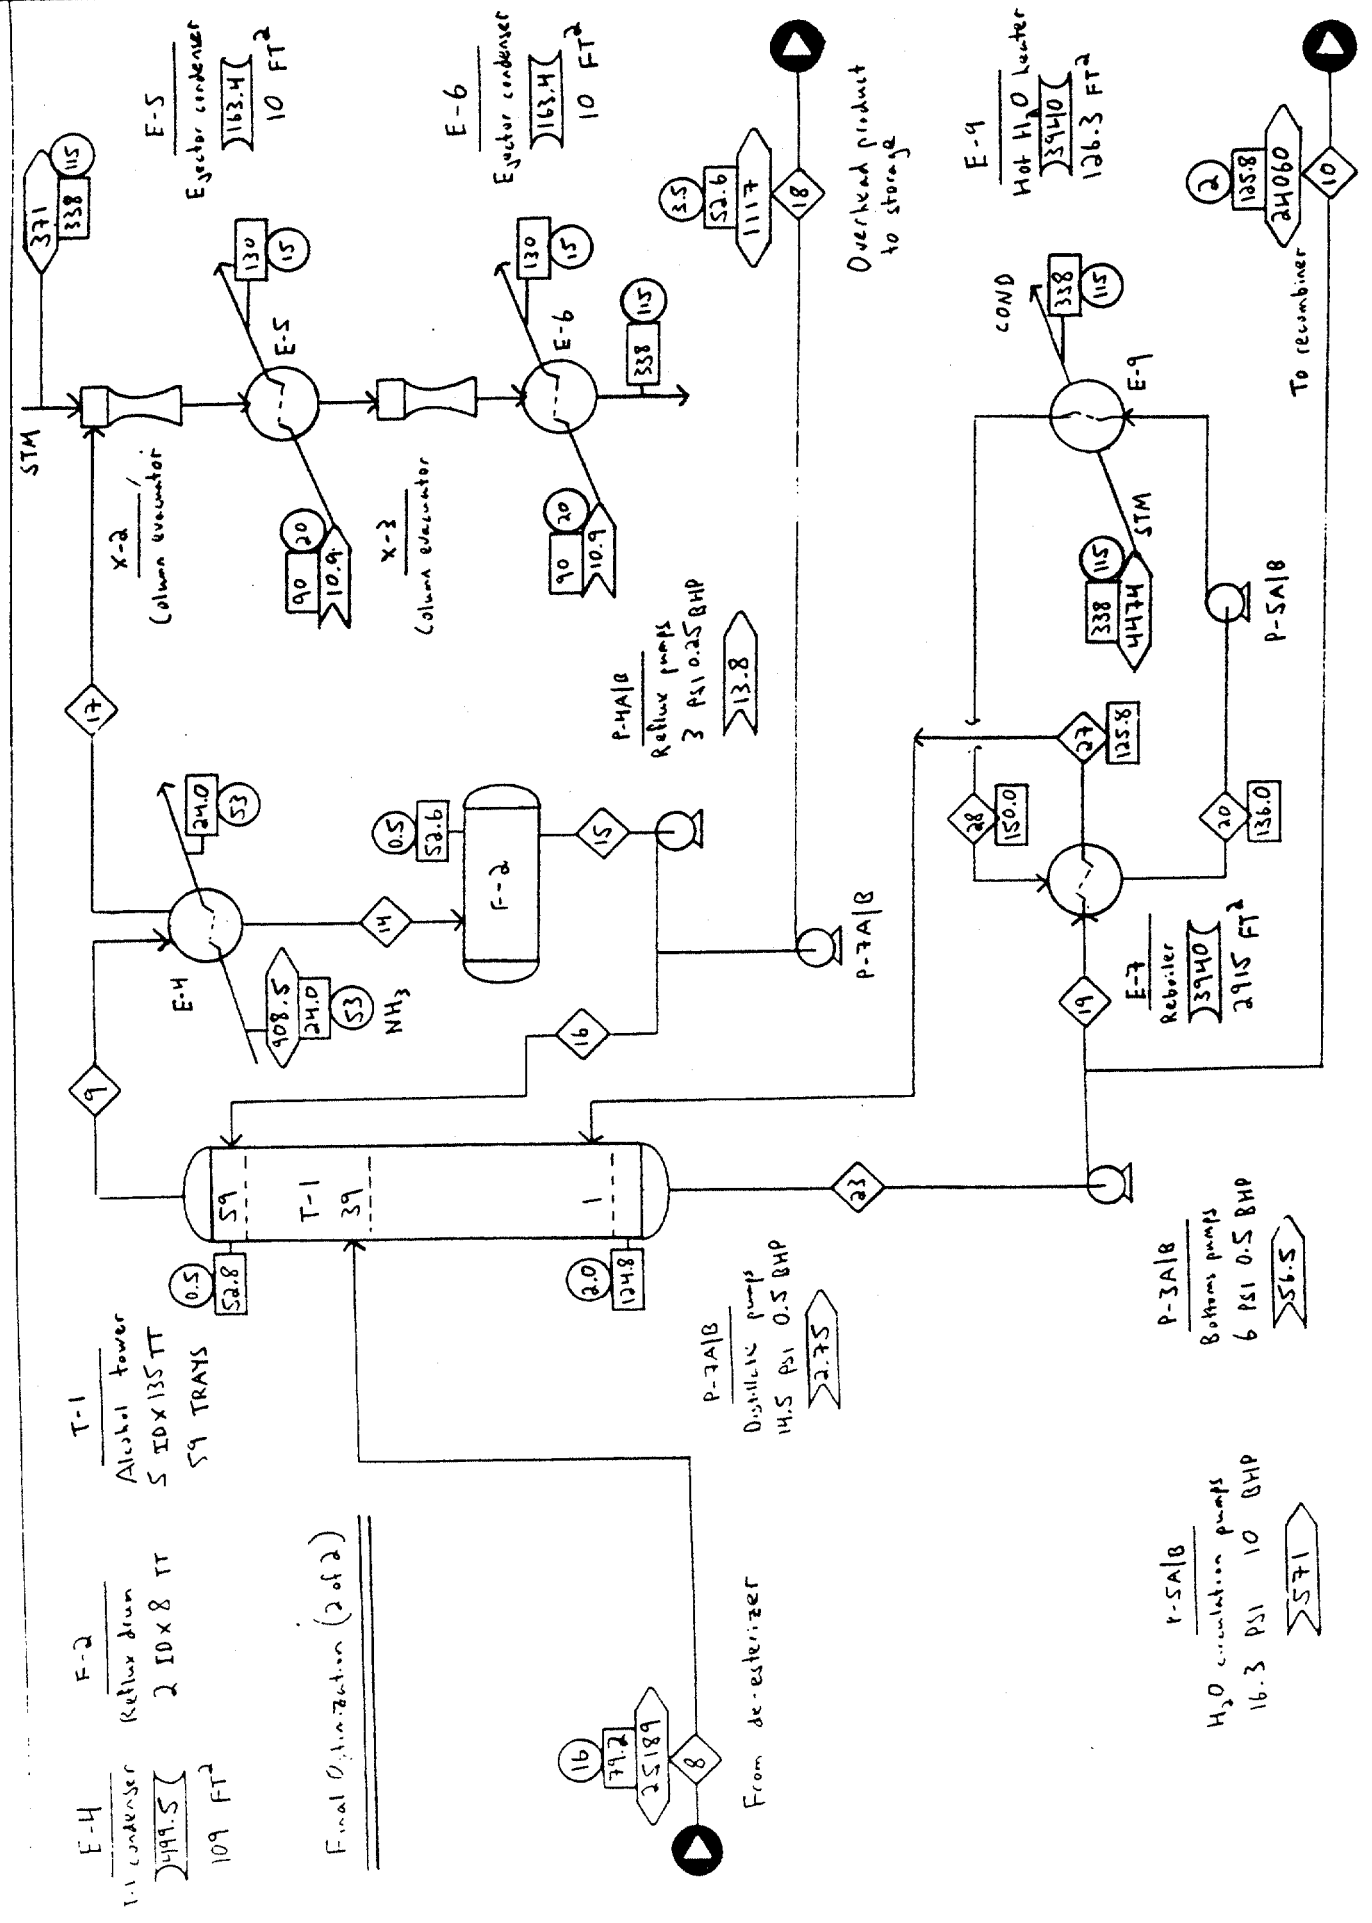 E-4
T-1 condenser
499.5
109 FT²
F-2
Reflux drum
2 ID X 8 TT
T-1
Alcohol tower
5 ID X 135 TT
59 TRAYS
X-2
Column evacuator
E-5
Ejector condenser
163.4
10 FT²
X-3
Column evacuator
E-6
Ejector condenser
163.4
10 FT²
STM
371
338
115
9
17
E-4
24.0
53
908.5
24.0
53
NH₃
14
0.5
52.6
F-2
15
16
E-5
130
15
90
20
10.9
E-6
130
15
90
20
10.9
338
115
Final Optimization (2 of 2)
0.5
52.8
59
T-1
39
1
2.0
124.8
P-4A/B
Reflux pumps
3 PSI 0.25 BHP
13.8
3.5
52.6
1117
18
Overhead product
to storage
P-7A/B
16
79.2
25189
8
From de-esterizer
P-7A/B
Distillate pumps
14.5 PSI 0.5 BHP
2.75
23
27
125.8
28
150.0
19
20
136.0
E-7
Reboiler
3940
2915 FT²
P-5A/B
338
115
4474
STM
E-9
COND
338
115
E-9
Hot H₂O heater
3940
126.3 FT²
P-5A/B
H₂O circulation pumps
16.3 PSI 10 BHP
571
P-3A/B
Bottoms pumps
6 PSI 0.5 BHP
56.5
2
125.8
24060
10
To recombiner